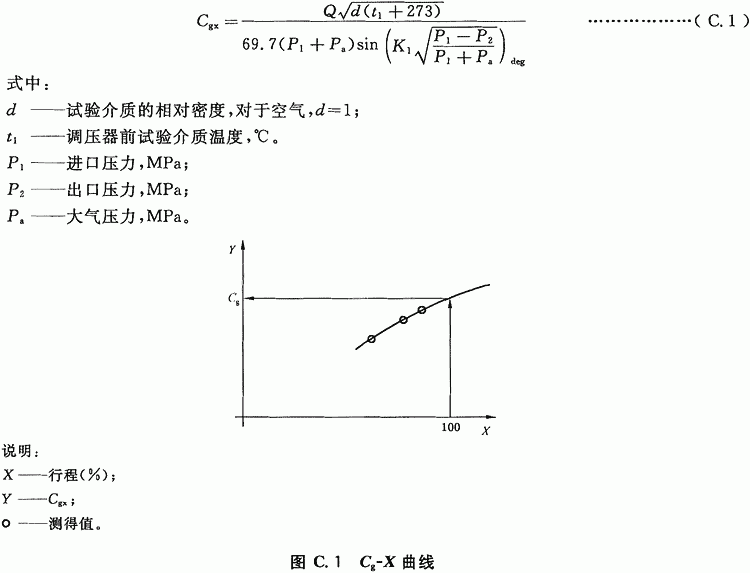 C_gx = Q√d(t₁+273) / 69.7(P₁+Pₐ)sin(K₁√(P₁−P₂)/(P₁+Pₐ))deg ………………( C.1 )
式中:
d ——试验介质的相对密度,对于空气,d=1;
t₁ ——调压器前试验介质温度,℃。
P₁——进口压力,MPa;
P₂——出口压力,MPa;
Pₐ——大气压力,MPa。
Y
C_g
100
X
说明:
X ——行程(%);
Y ——C_gx;
o ——测得值。
图 C.1 C_g-X 曲线